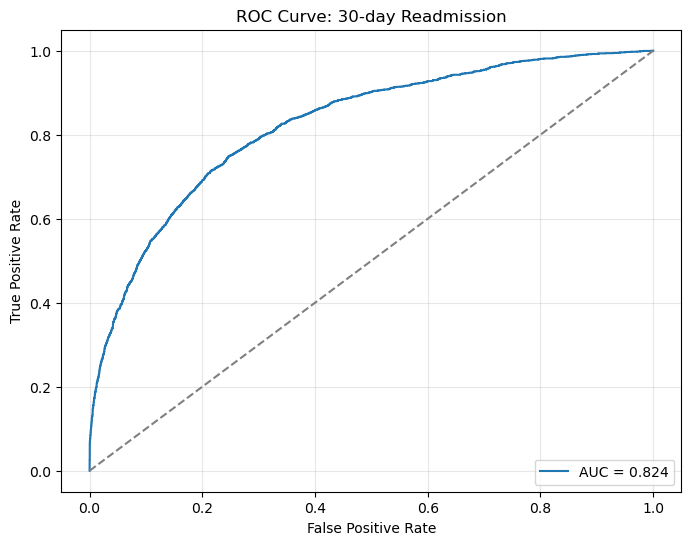 ROC Curve: 30-day Readmission
True Positive Rate
1.0
0.8
0.6
0.4
0.2
0.0
AUC = 0.824
0.0 0.2 0.4 0.6 0.8 1.0
False Positive Rate